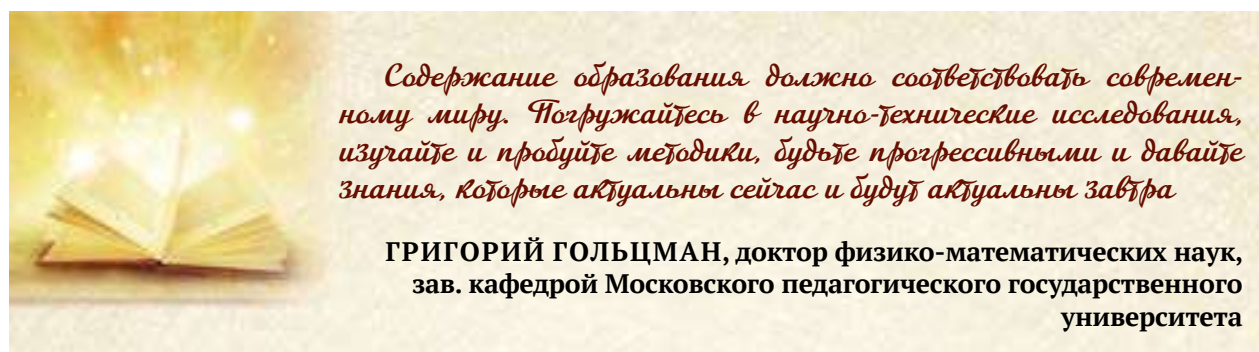 Содержание образования должно соответствовать современ-
ному миру. Погружайтесь в научно-технические исследования,
изучайте и пробуйте методики, будьте прогрессивными и давайте
знания, которые актуальны сейчас и будут актуальны завтра
ГРИГОРИЙ ГОЛЬЦМАН, доктор физико-математических наук,
зав. кафедрой Московского педагогического государственного
университета